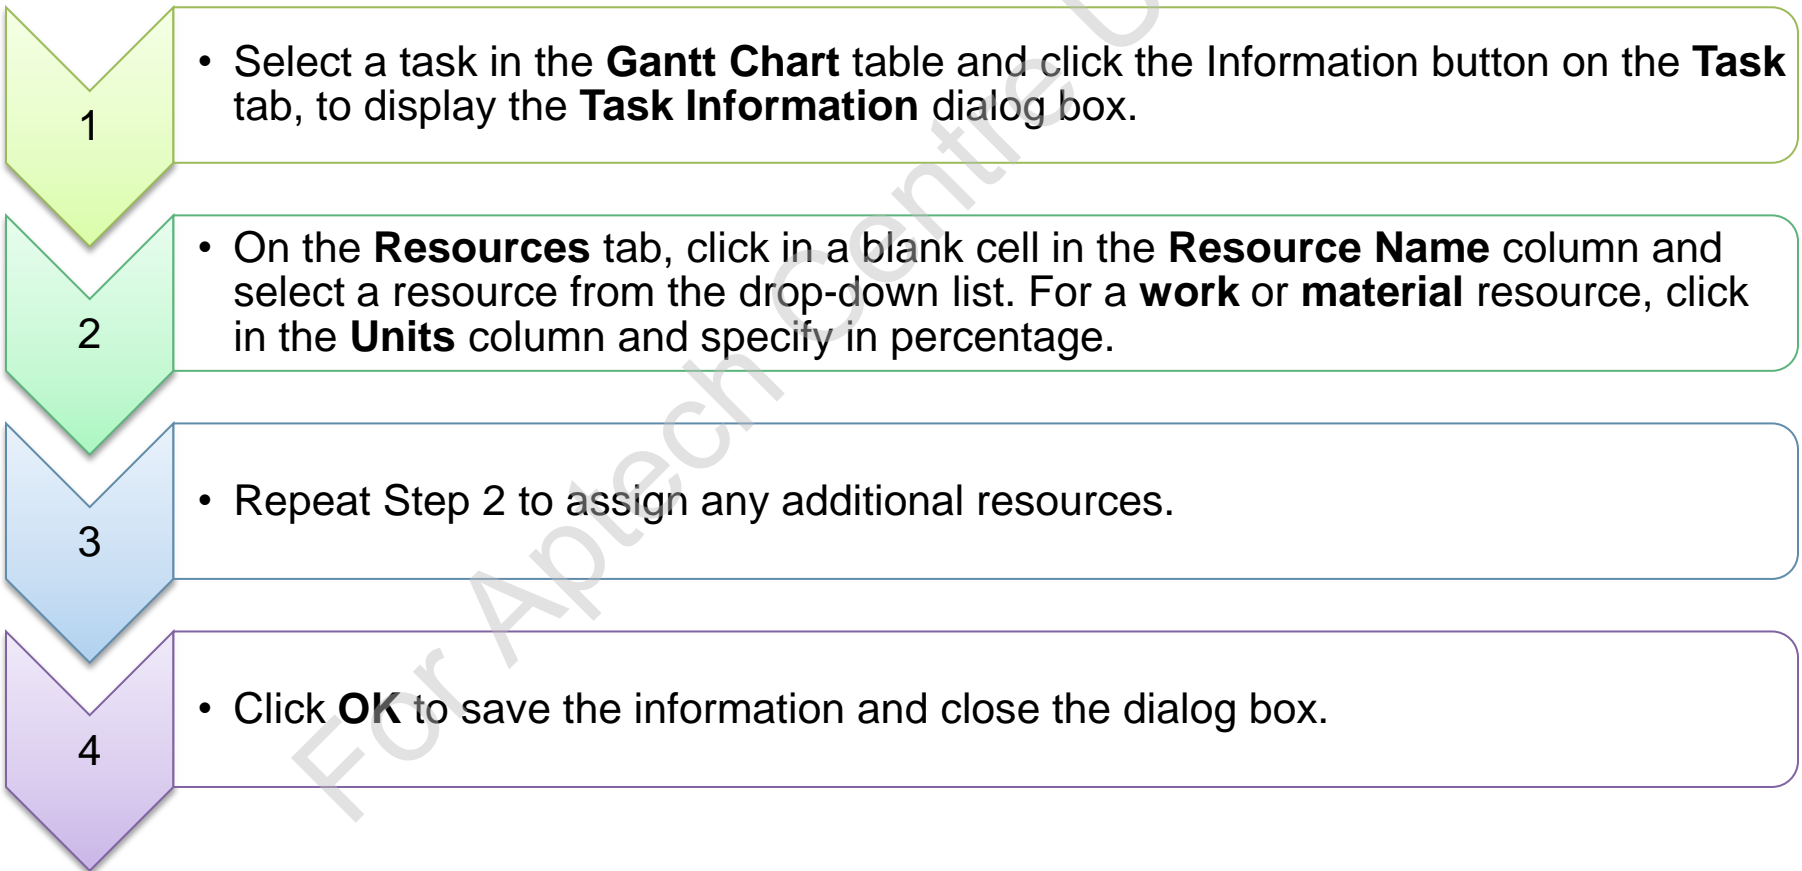 1
• Select a task in the Gantt Chart table and click the Information button on the Task
tab, to display the Task Information dialog box.
2
• On the Resources tab, click in a blank cell in the Resource Name column and
select a resource from the drop-down list. For a work or material resource, click
in the Units column and specify in percentage.
3
• Repeat Step 2 to assign any additional resources.
4
• Click OK to save the information and close the dialog box.
For Aptech Centre U